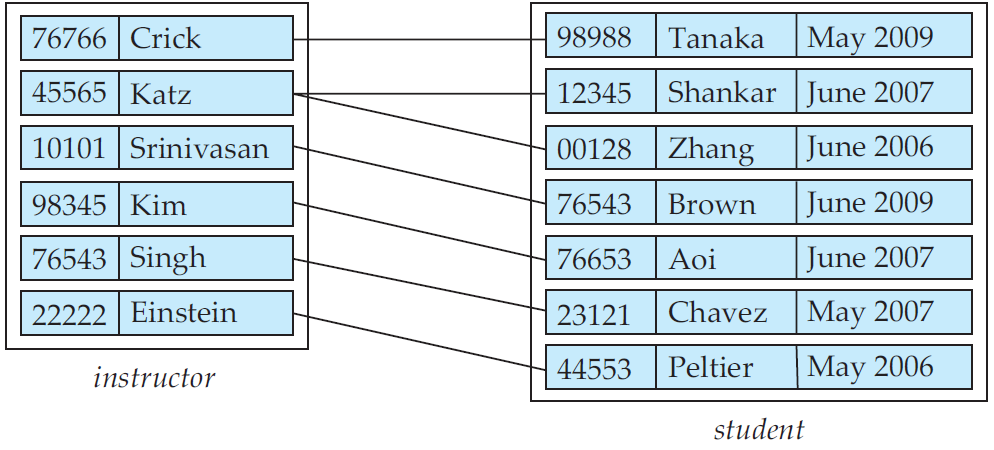 76766 Crick
45565 Katz
10101 Srinivasan
98345 Kim
76543 Singh
22222 Einstein
instructor
98988 Tanaka May 2009
12345 Shankar June 2007
00128 Zhang June 2006
76543 Brown June 2009
76653 Aoi June 2007
23121 Chavez May 2007
44553 Peltier May 2006
student